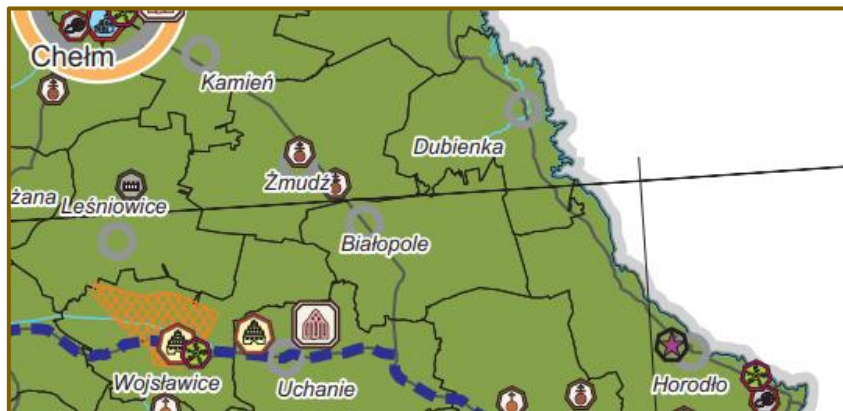 Chełm
Kamień
Dubienka
Żmudź
żana
Leśniowice
Białopole
Wojsławice
Uchanie
Horodło